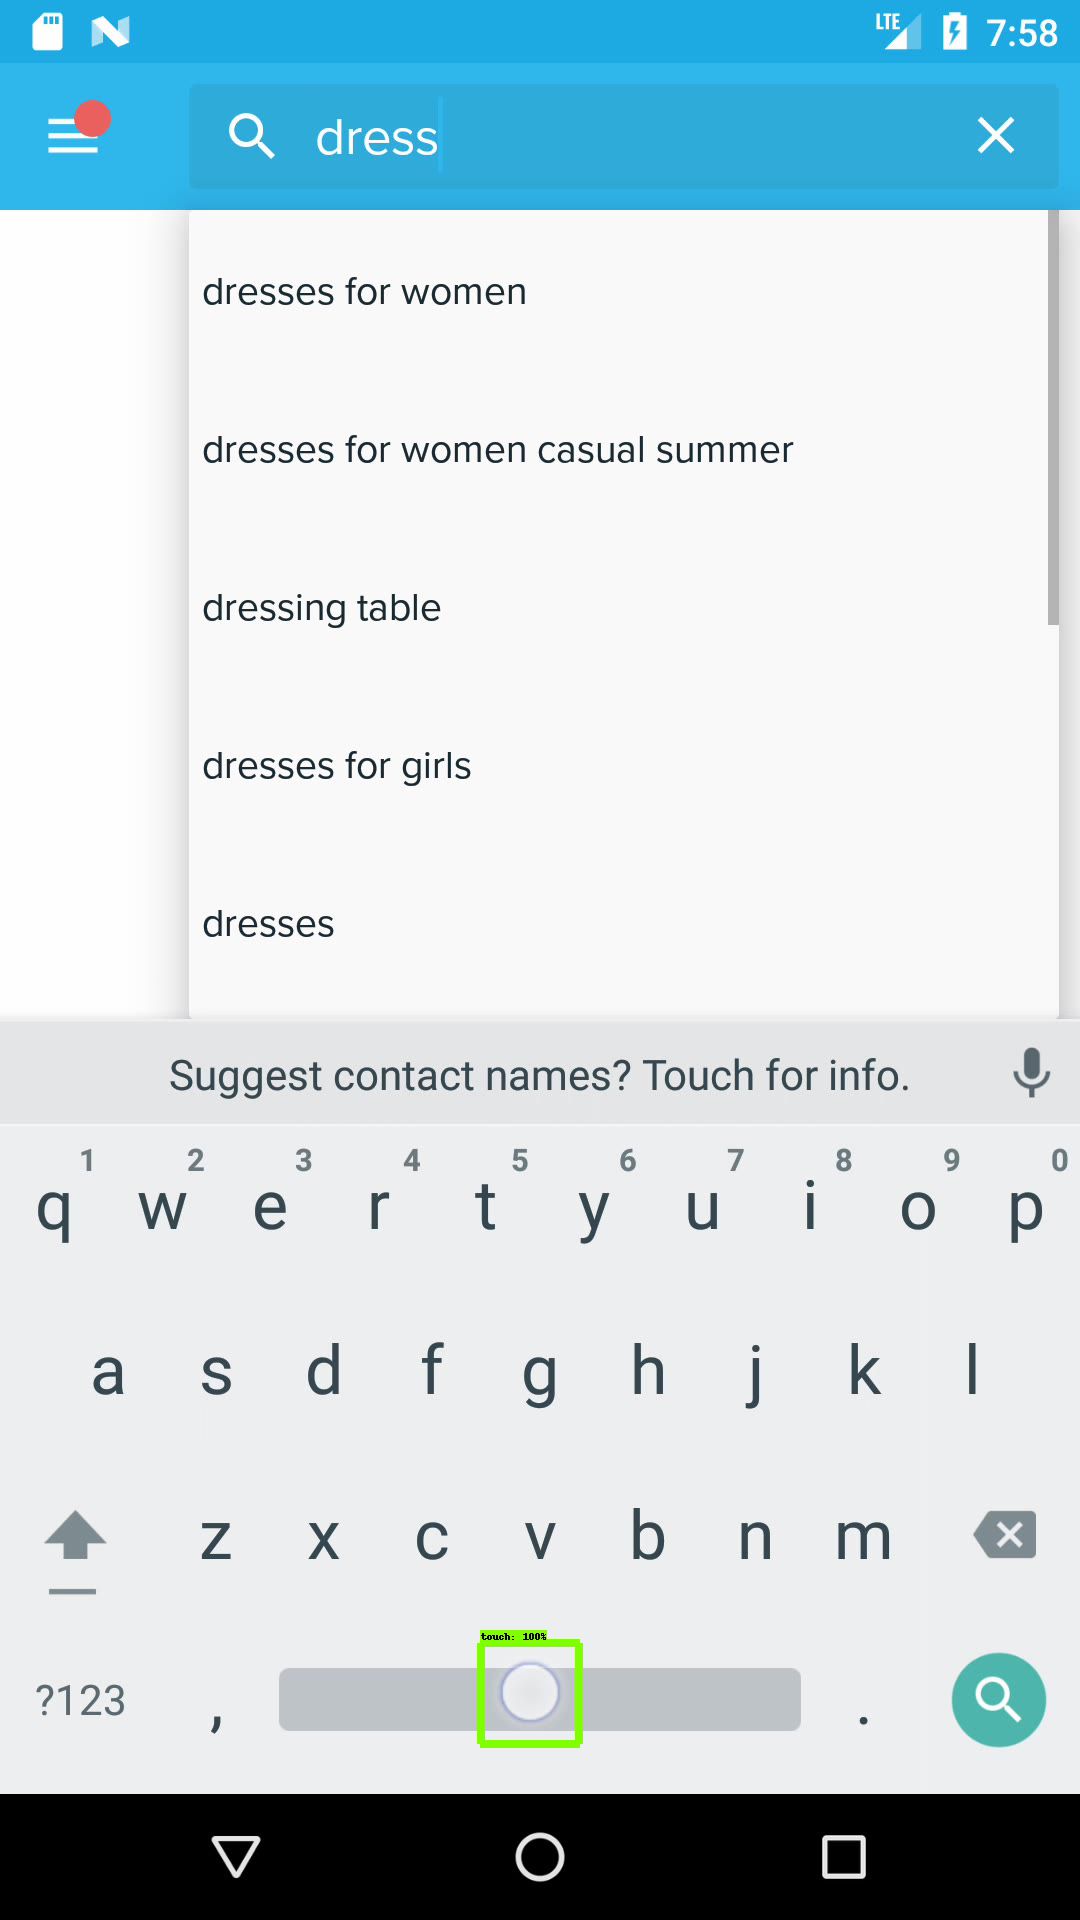 LTE 7:58
dress
dresses for women
dresses for women casual summer
dressing table
dresses for girls
dresses
Suggest contact names? Touch for info.
1 2 3 4 5 6 7 8 9 0
q w e r t y u i o p
a s d f g h j k l
z x c v b n m
touch: 100%
?123 , .